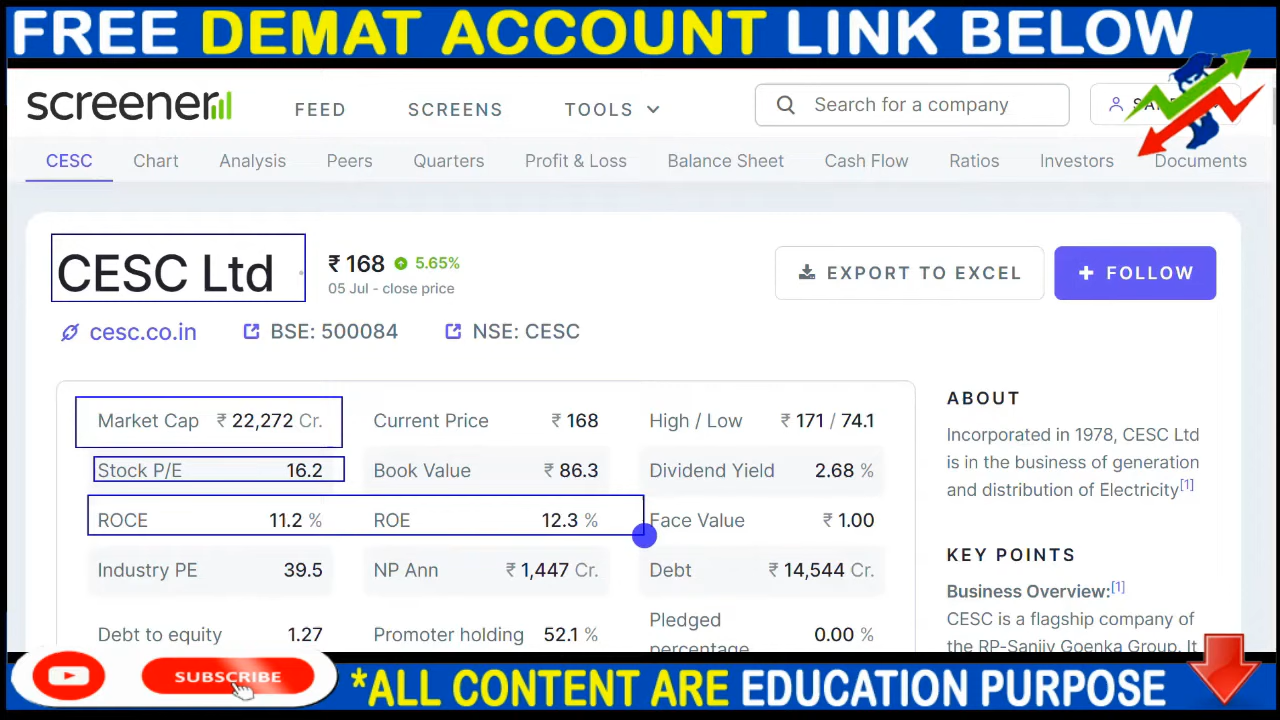 FREE DEMAT ACCOUNT LINK BELOW
screener FEED SCREENS TOOLS Search for a company
CESC Chart Analysis Peers Quarters Profit & Loss Balance Sheet Cash Flow Ratios Investors Documents
CESC Ltd ₹ 168 5.65% EXPORT TO EXCEL + FOLLOW
05 Jul - close price
cesc.co.in BSE: 500084 NSE: CESC
Market Cap ₹ 22,272 Cr. Current Price ₹ 168 High / Low ₹ 171 / 74.1
Stock P/E 16.2 Book Value ₹ 86.3 Dividend Yield 2.68 %
ROCE 11.2 % ROE 12.3 % Face Value ₹ 1.00
Industry PE 39.5 NP Ann ₹ 1,447 Cr. Debt ₹ 14,544 Cr.
Debt to equity 1.27 Promoter holding 52.1 % Pledged percentage 0.00 %
ABOUT
Incorporated in 1978, CESC Ltd
is in the business of generation
and distribution of Electricity[1]
KEY POINTS
Business Overview:[1]
CESC is a flagship company of
the RP-Sanjiv Goenka Group. It
SUBSCRIBE
*ALL CONTENT ARE EDUCATION PURPOSE